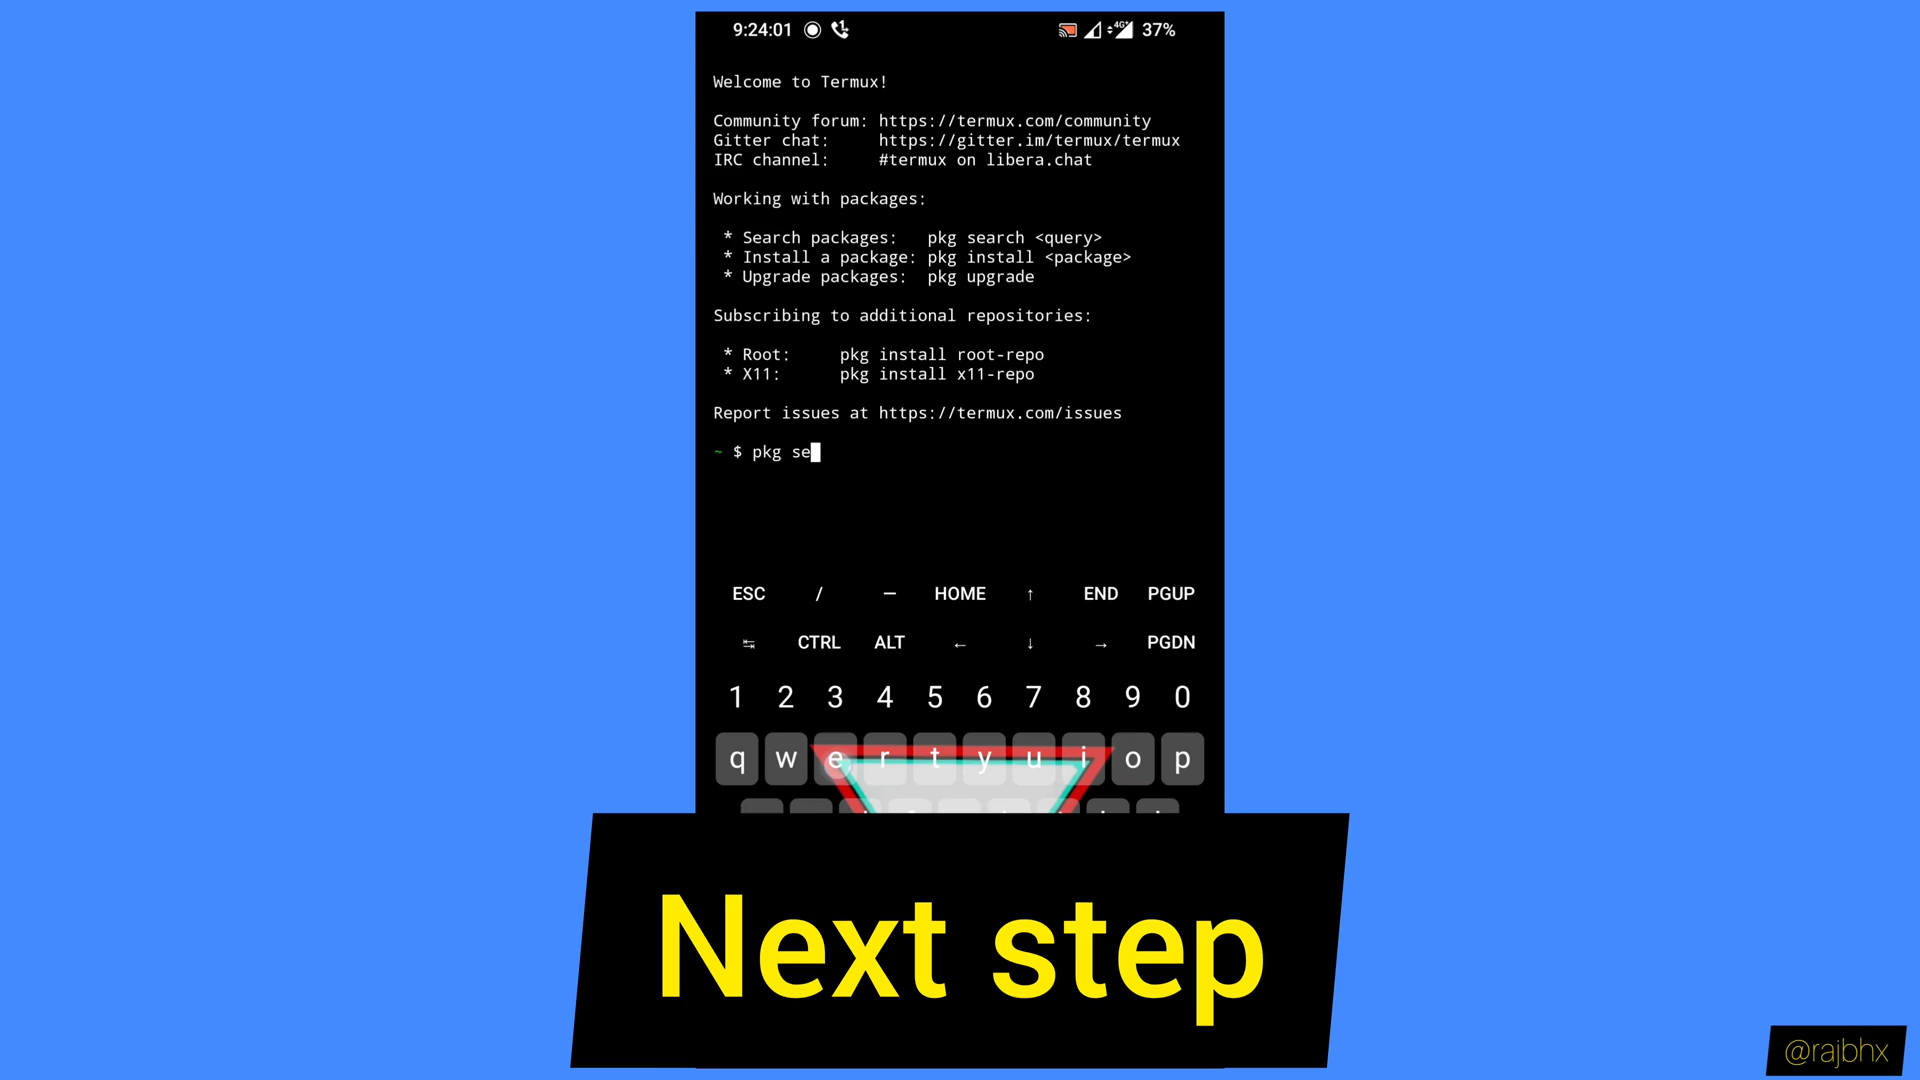 9:24:01 4G+ 37%
Welcome to Termux!
Community forum: https://termux.com/community
Gitter chat: https://gitter.im/termux/termux
IRC channel: #termux on libera.chat
Working with packages:
* Search packages: pkg search <query>
* Install a package: pkg install <package>
* Upgrade packages: pkg upgrade
Subscribing to additional repositories:
* Root: pkg install root-repo
* X11: pkg install x11-repo
Report issues at https://termux.com/issues
~ $ pkg se
ESC / — HOME ↑ END PGUP
↹ CTRL ALT ← ↓ → PGDN
1 2 3 4 5 6 7 8 9 0
q w e r t y u i o p
Next step
@rajbhx